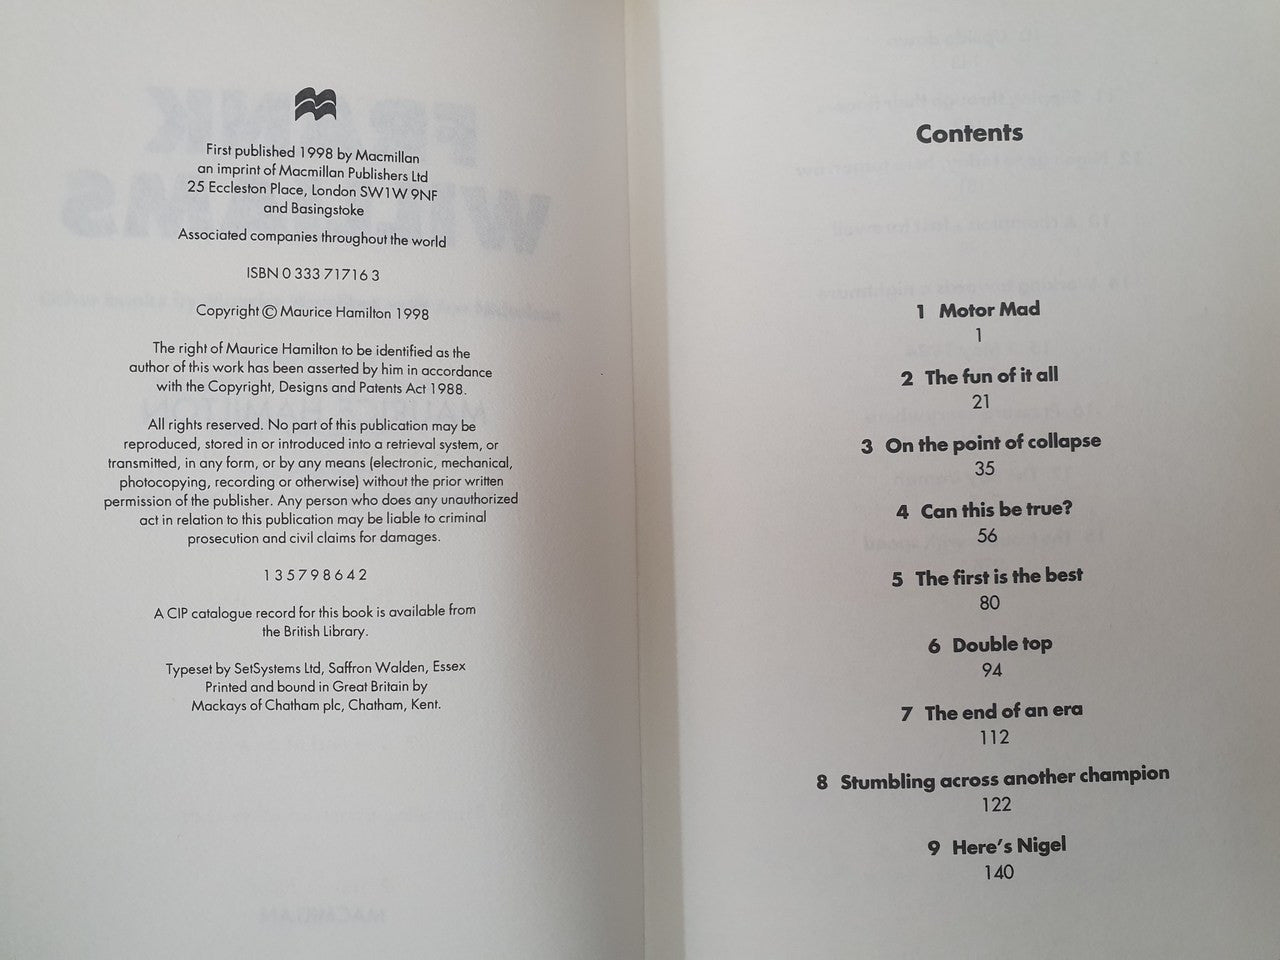 First published 1998 by Macmillan
an imprint of Macmillan Publishers Ltd
25 Eccleston Place, London SW1W 9NF
and Basingstoke
Associated companies throughout the world
ISBN 0 333 71716 3
Copyright © Maurice Hamilton 1998
The right of Maurice Hamilton to be identified as the
author of this work has been asserted by him in accordance
with the Copyright, Designs and Patents Act 1988.
All rights reserved. No part of this publication may be
reproduced, stored in or introduced into a retrieval system, or
transmitted, in any form, or by any means (electronic, mechanical,
photocopying, recording or otherwise) without the prior written
permission of the publisher. Any person who does any unauthorized
act in relation to this publication may be liable to criminal
prosecution and civil claims for damages.
1 3 5 7 9 8 6 4 2
A CIP catalogue record for this book is available from
the British Library.
Typeset by SetSystems Ltd, Saffron Walden, Essex
Printed and bound in Great Britain by
Mackays of Chatham plc, Chatham, Kent.
Contents
1 Motor Mad
1
2 The fun of it all
21
3 On the point of collapse
35
4 Can this be true?
56
5 The first is the best
80
6 Double top
94
7 The end of an era
112
8 Stumbling across another champion
122
9 Here's Nigel
140